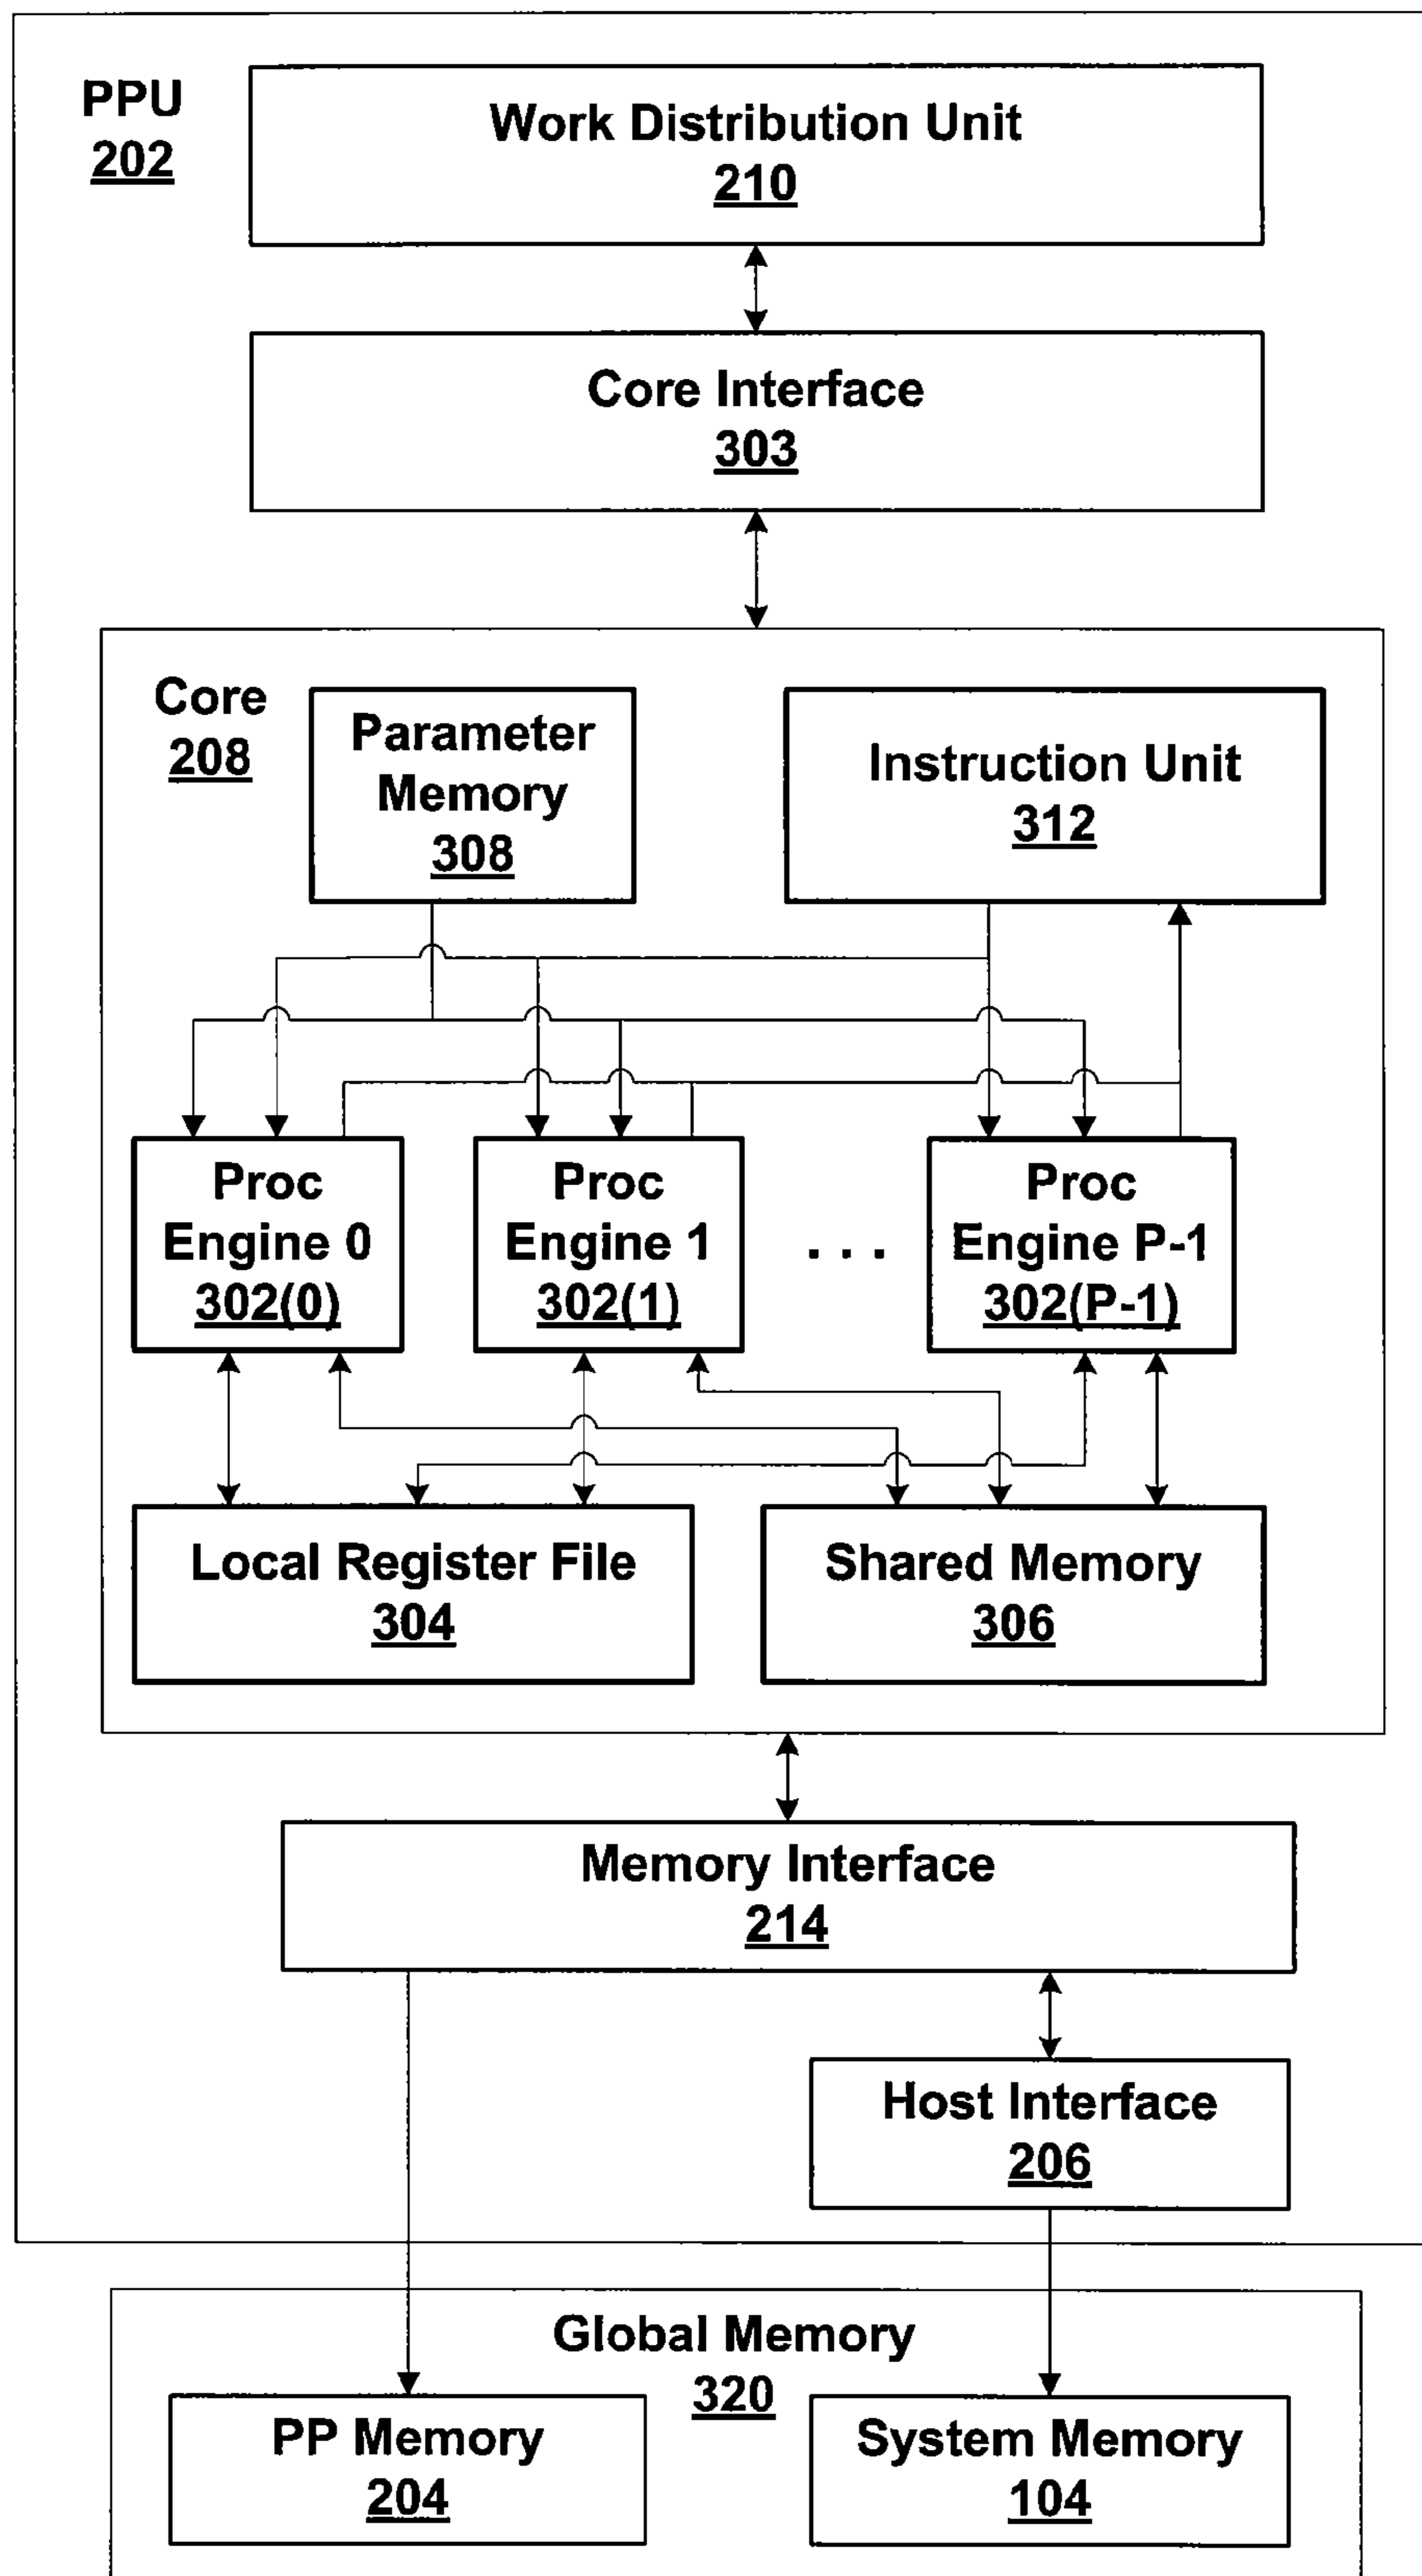 PPU
202
Work Distribution Unit
210
Core Interface
303
Core
208
Parameter
Memory
308
Instruction Unit
312
Proc
Engine 0
302(0)
Proc
Engine 1
302(1)
. . .
Proc
Engine P-1
302(P-1)
Local Register File
304
Shared Memory
306
Memory Interface
214
Host Interface
206
Global Memory
320
PP Memory
204
System Memory
104